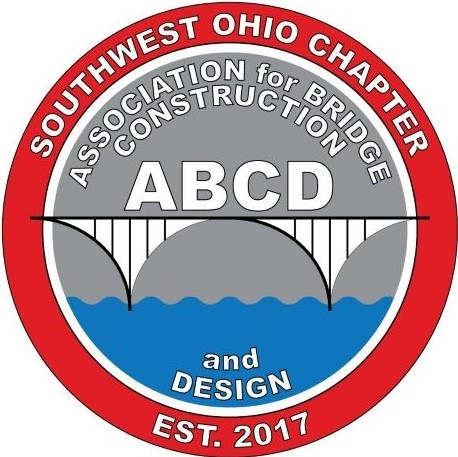 SOUTHWEST OHIO CHAPTER
ASSOCIATION for BRIDGE
CONSTRUCTION
ABCD
and
DESIGN
EST. 2017